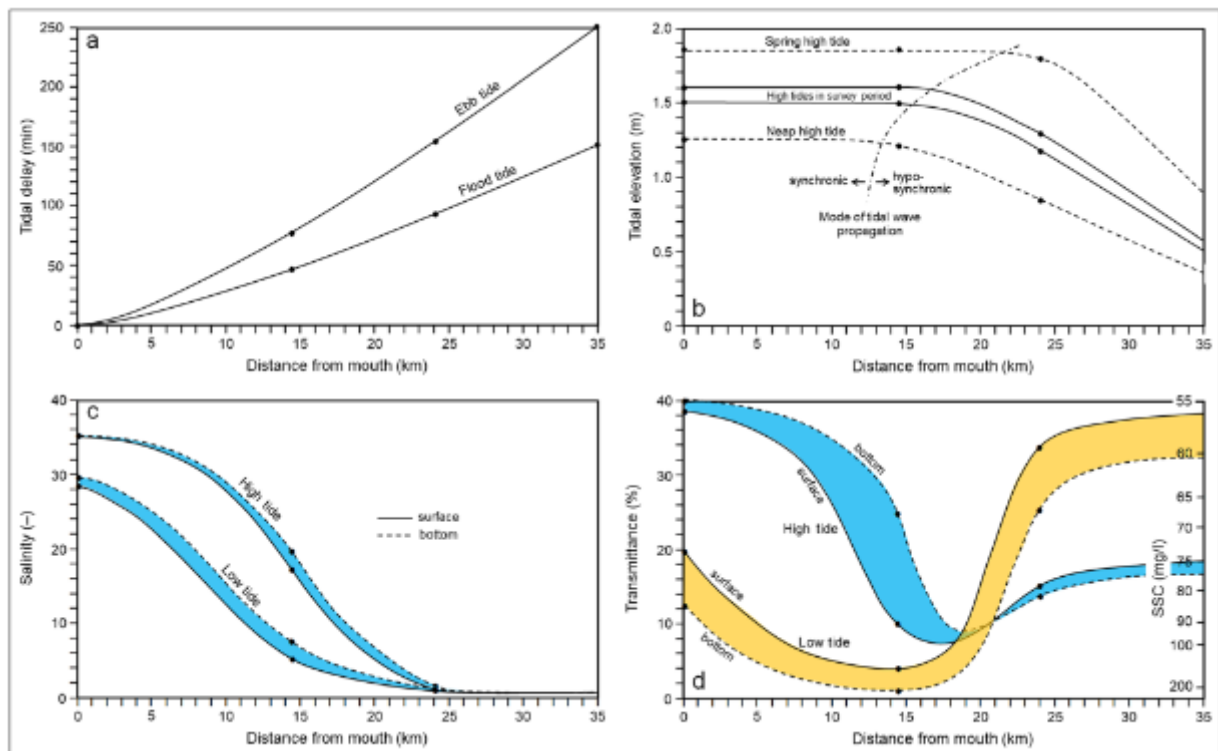 a
250
200
150
100
50
0
Tidal delay (min)
Ebb tide
Flood tide
0 5 10 15 20 25 30 35
Distance from mouth (km)
b
2.0
1.5
1.0
0.5
0
Tidal elevation (m)
Spring high tide
High tides in survey period
Neap high tide
synchronic
hypo-
synchronic
Mode of tidal wave
propagation
0 5 10 15 20 25 30 35
Distance from mouth (km)
c
40
30
20
10
0
Salinity (–)
High tide
Low tide
surface
bottom
0 5 10 15 20 25 30 35
Distance from mouth (km)
d
40
30
20
10
0
Transmittance (%)
bottom
surface
High tide
surface
Low tide
bottom
55
60
65
70
75
80
90
100
200
SSC (mg/l)
0 5 10 15 20 25 30 35
Distance from mouth (km)